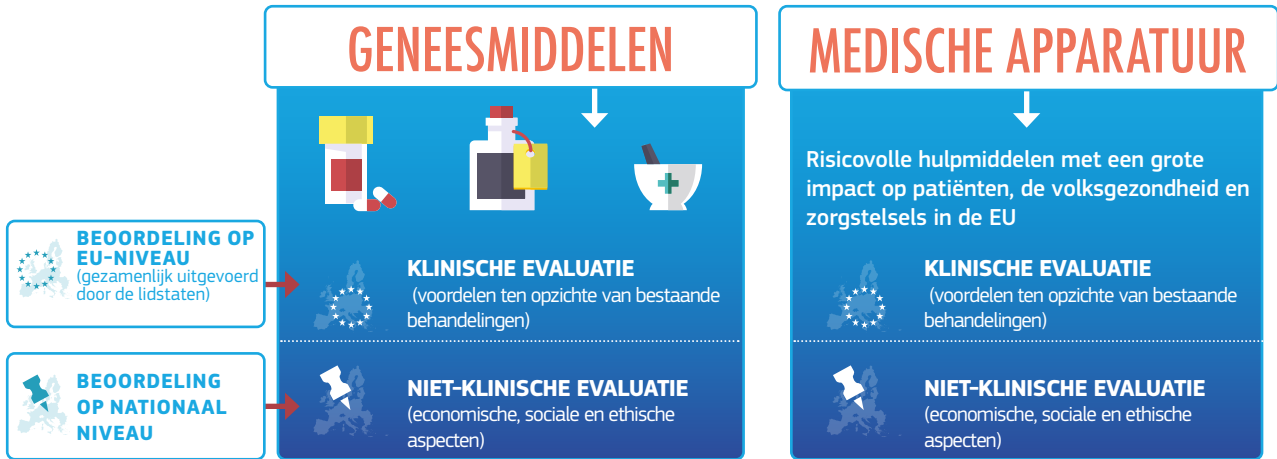 GENEESMIDDELEN
MEDISCHE APPARATUUR
Risicovolle hulpmiddelen met een grote
impact op patiënten, de volksgezondheid en
zorgstelsels in de EU
BEOORDELING OP
EU-NIVEAU
(gezamenlijk uitgevoerd
door de lidstaten)
KLINISCHE EVALUATIE
(voordelen ten opzichte van bestaande
behandelingen)
KLINISCHE EVALUATIE
(voordelen ten opzichte van bestaande
behandelingen)
BEOORDELING
OP NATIONAAL
NIVEAU
NIET-KLINISCHE EVALUATIE
(economische, sociale en ethische
aspecten)
NIET-KLINISCHE EVALUATIE
(economische, sociale en ethische
aspecten)